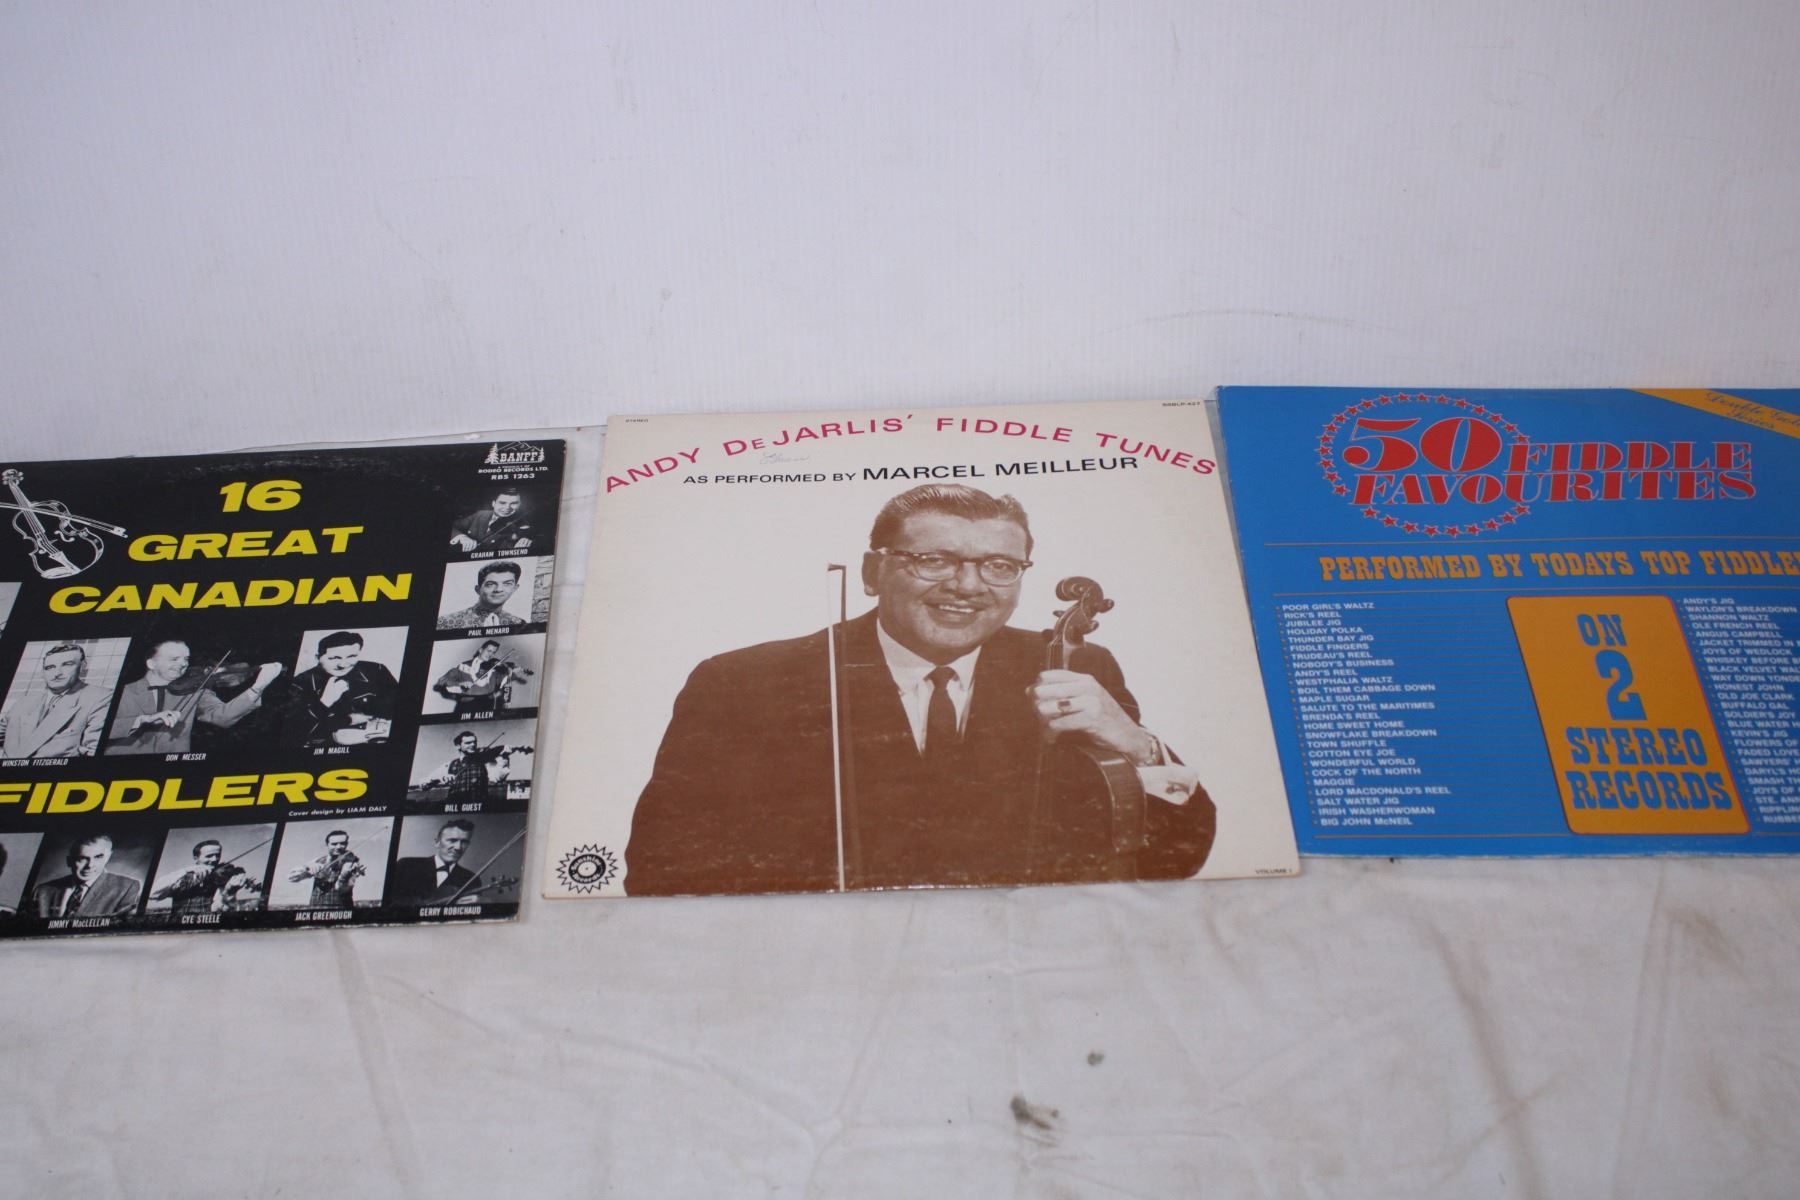 BANFF
RODEO RECORDS LTD.
RBS 1263
16
GREAT
CANADIAN
FIDDLERS
Cover design by LIAM DALY
GRAHAM TOWNSEND
PAUL MENARD
JIM ALLEN
BILL GUEST
WINSTON FITZGERALD
DON MESSER
JIM MAGILL
JIMMY MacLELLAN
CYE STEELE
JACK GREENOUGH
GERRY ROBICHAUD
STEREO
SSBLP-427
ANDY DeJARLIS' FIDDLE TUNES
AS PERFORMED BY MARCEL MEILLEUR
Sunshine Records
VOLUME 1
Double Gold
Series
50 FIDDLE
FAVOURITES
PERFORMED BY TODAYS TOP FIDDLE
• POOR GIRL'S WALTZ
• RICK'S REEL
• JUBILEE JIG
• HOLIDAY POLKA
• THUNDER BAY JIG
• FIDDLE FINGERS
• TRUDEAU'S REEL
• NOBODY'S BUSINESS
• ANDY'S REEL
• WESTPHALIA WALTZ
• BOIL THEM CABBAGE DOWN
• MAPLE SUGAR
• SALUTE TO THE MARITIMES
• BRENDA'S REEL
• HOME SWEET HOME
• SNOWFLAKE BREAKDOWN
• TOWN SHUFFLE
• COTTON EYE JOE
• WONDERFUL WORLD
• COCK OF THE NORTH
• MAGGIE
• LORD MACDONALD'S REEL
• SALT WATER JIG
• IRISH WASHERWOMAN
• BIG JOHN McNEIL
ON
2
STEREO
RECORDS
• ANDY'S JIG
• WAYLON'S BREAKDOWN
• SHANNON WALTZ
• OLE FRENCH REEL
• ANGUS CAMPBELL
• JACKET TRIMMED IN
• JOYS OF WEDLOCK
• WHISKEY BEFORE
• BLACK VELVET
• WAY DOWN
• HONEST JOHN
• OLD JOE CLARK
• BUFFALO GAL
• SOLDIER'S JOY
• BLUE WATER
• KEVIN'S JIG
• FLOWERS OF
• FADED LOVE
• SAWYERS'
• DARYL'S
• SMASH THE
• JOYS OF
• STE.